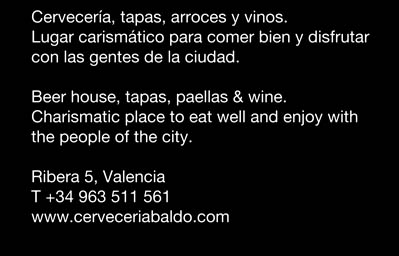 Cervecería, tapas, arroces y vinos.
Lugar carismático para comer bien y disfrutar
con las gentes de la ciudad.
Beer house, tapas, paellas & wine.
Charismatic place to eat well and enjoy with
the people of the city.
Ribera 5, Valencia
T +34 963 511 561
www.cerveceriabaldo.com